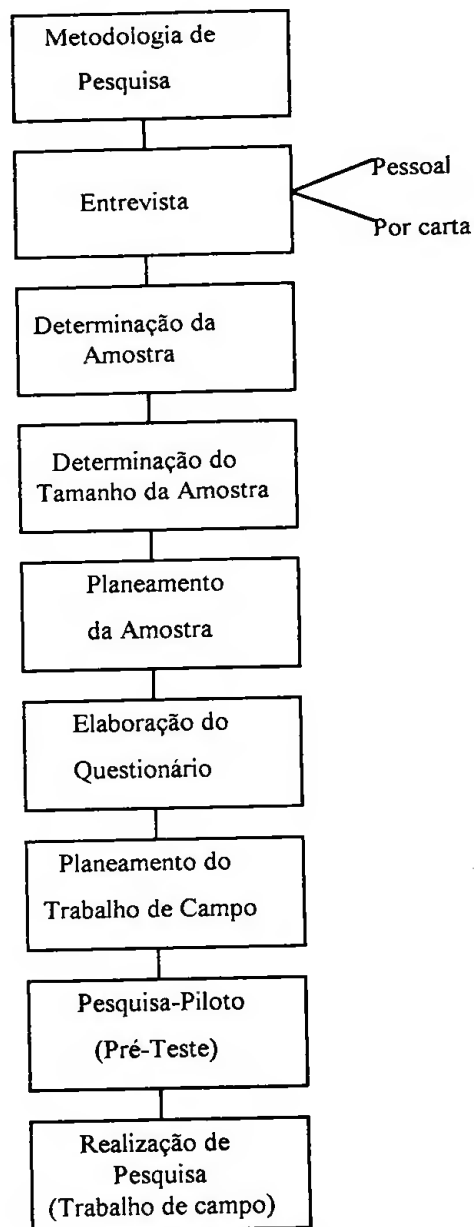 Metodologia de
Pesquisa
Entrevista
Pessoal
Por carta
Determinação da
Amostra
Determinação do
Tamanho da Amostra
Planeamento
da Amostra
Elaboração do
Questionário
Planeamento do
Trabalho de Campo
Pesquisa-Piloto
(Pré-Teste)
Realização de
Pesquisa
(Trabalho de campo)